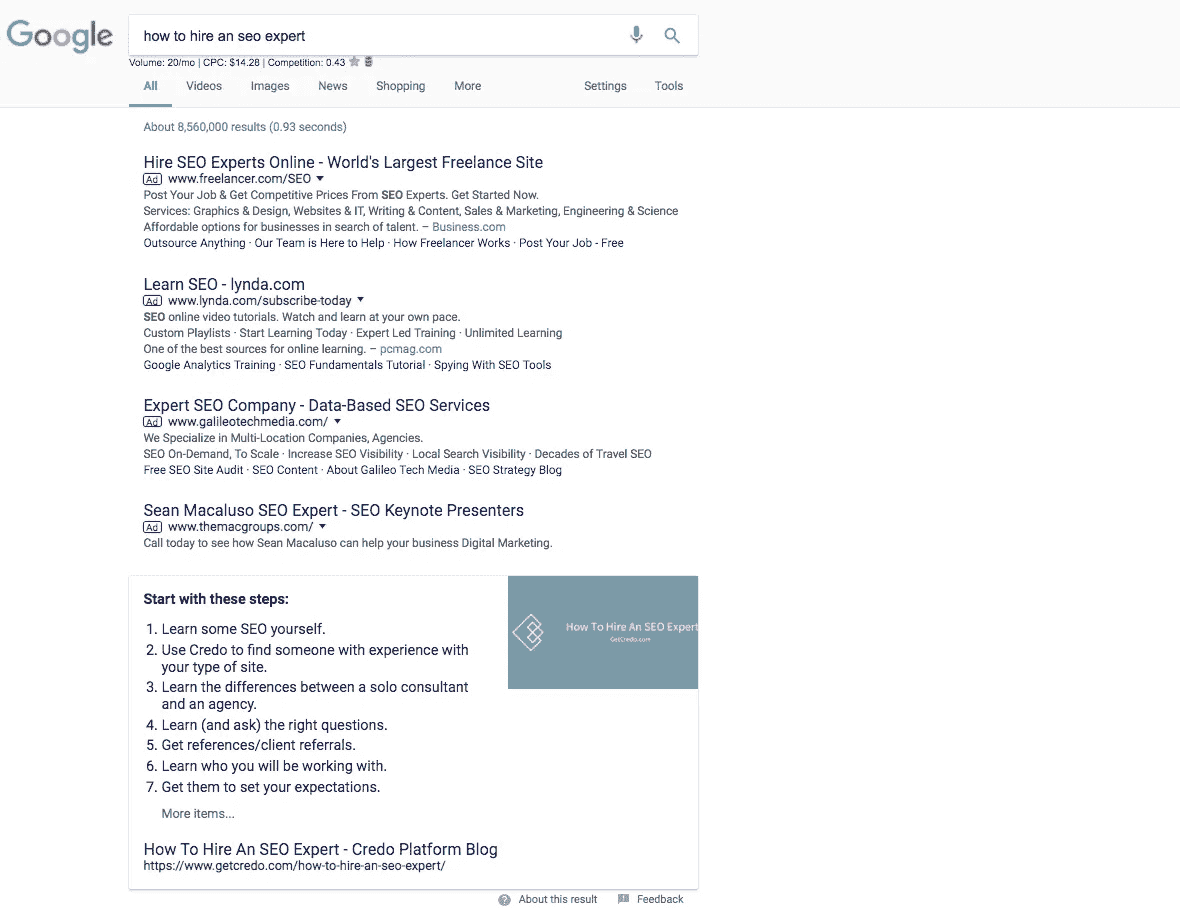 Google
how to hire an seo expert
Volume: 20/mo | CPC: $14.28 | Competition: 0.43
All Videos Images News Shopping More Settings Tools
About 8,560,000 results (0.93 seconds)
Hire SEO Experts Online - World's Largest Freelance Site
Ad www.freelancer.com/SEO
Post Your Job & Get Competitive Prices From SEO Experts. Get Started Now.
Services: Graphics & Design, Websites & IT, Writing & Content, Sales & Marketing, Engineering & Science
Affordable options for businesses in search of talent. – Business.com
Outsource Anything · Our Team is Here to Help · How Freelancer Works · Post Your Job - Free
Learn SEO - lynda.com
Ad www.lynda.com/subscribe-today
SEO online video tutorials. Watch and learn at your own pace.
Custom Playlists · Start Learning Today · Expert Led Training · Unlimited Learning
One of the best sources for online learning. – pcmag.com
Google Analytics Training · SEO Fundamentals Tutorial · Spying With SEO Tools
Expert SEO Company - Data-Based SEO Services
Ad www.galileotechmedia.com/
We Specialize in Multi-Location Companies, Agencies.
SEO On-Demand, To Scale · Increase SEO Visibility · Local Search Visibility · Decades of Travel SEO
Free SEO Site Audit · SEO Content · About Galileo Tech Media · SEO Strategy Blog
Sean Macaluso SEO Expert - SEO Keynote Presenters
Ad www.themacgroups.com/
Call today to see how Sean Macaluso can help your business Digital Marketing.
Start with these steps:
1. Learn some SEO yourself.
2. Use Credo to find someone with experience with
your type of site.
3. Learn the differences between a solo consultant
and an agency.
4. Learn (and ask) the right questions.
5. Get references/client referrals.
6. Learn who you will be working with.
7. Get them to set your expectations.
More items...
How To Hire An SEO Expert
GetCredo.com
How To Hire An SEO Expert - Credo Platform Blog
https://www.getcredo.com/how-to-hire-an-seo-expert/
About this result Feedback